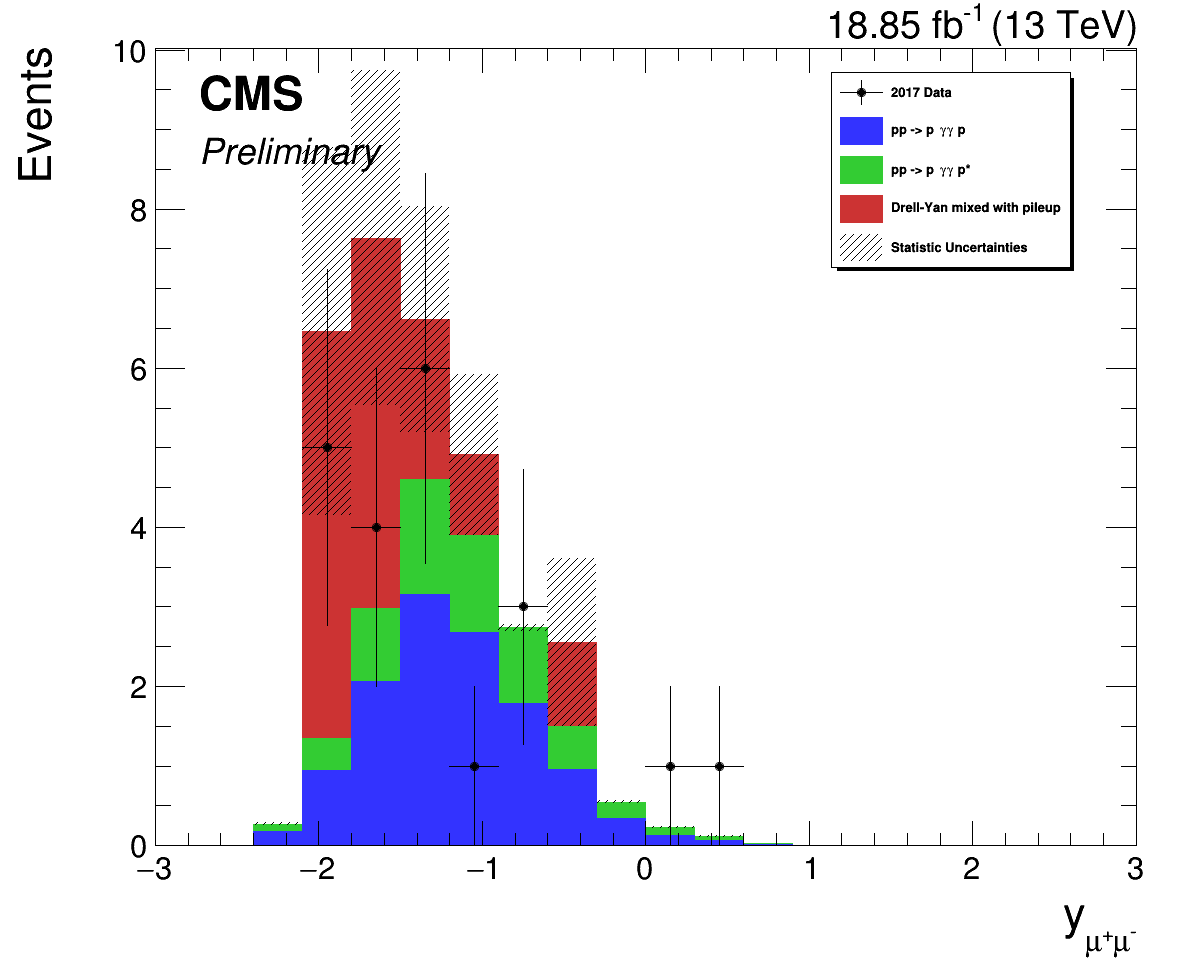 18.85 fb-1 (13 TeV)
Events
CMS
Preliminary
2017 Data
pp -> p γγ p
pp -> p γγ p*
Drell-Yan mixed with pileup
Statistic Uncertainties
10
8
6
4
2
0
−3 −2 −1 0 1 2 3
yμ+μ-